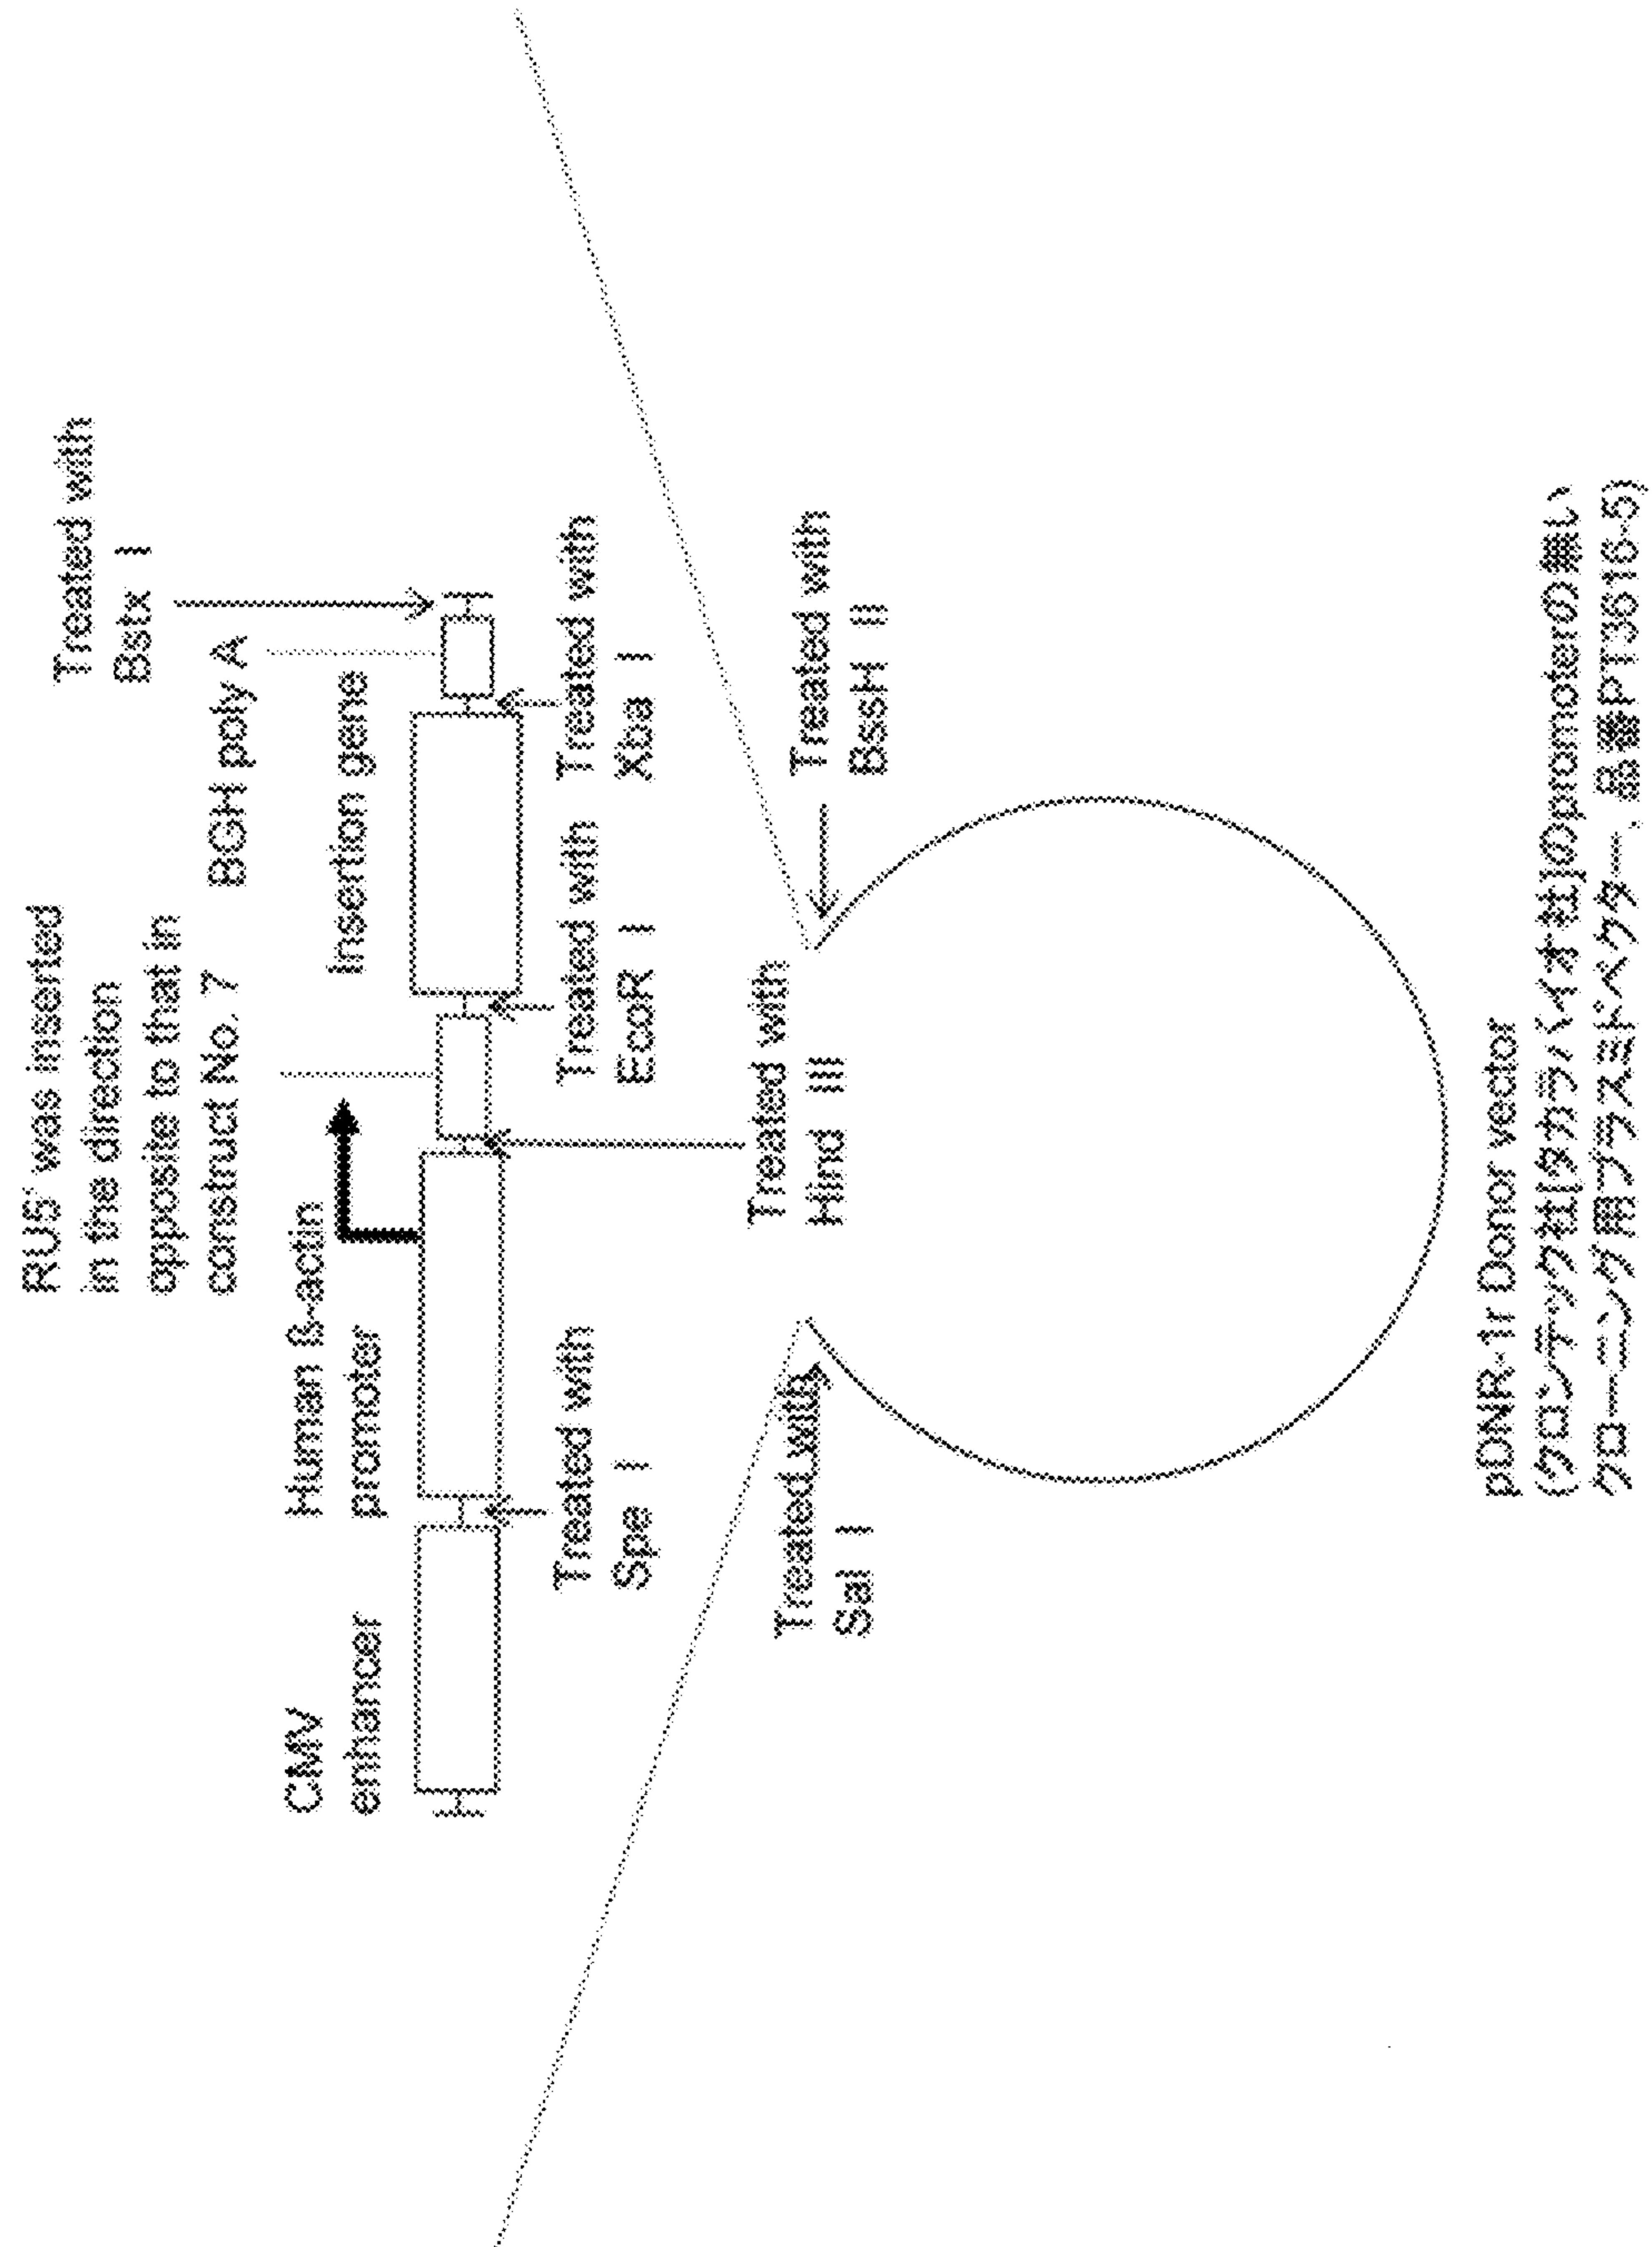 RU5' was inserted
in the direction
opposite to that in
construct No. 7
Treated with
Bstx I
BGH poly A
CMV
enhancer
Human ß-actin
promoter
Insertion gene
Treated with
Spe I
Treated with
EcoR I
Treated with
Xba I
Treated with
Hind III
Treated with
Sal I
Treated with
BssH II
pDNR-1r Donor vector
(クロンテック社[タカラバイオ社]のpromoterの無い
クローニング用プラスミドベクター、品番PT3616-5)